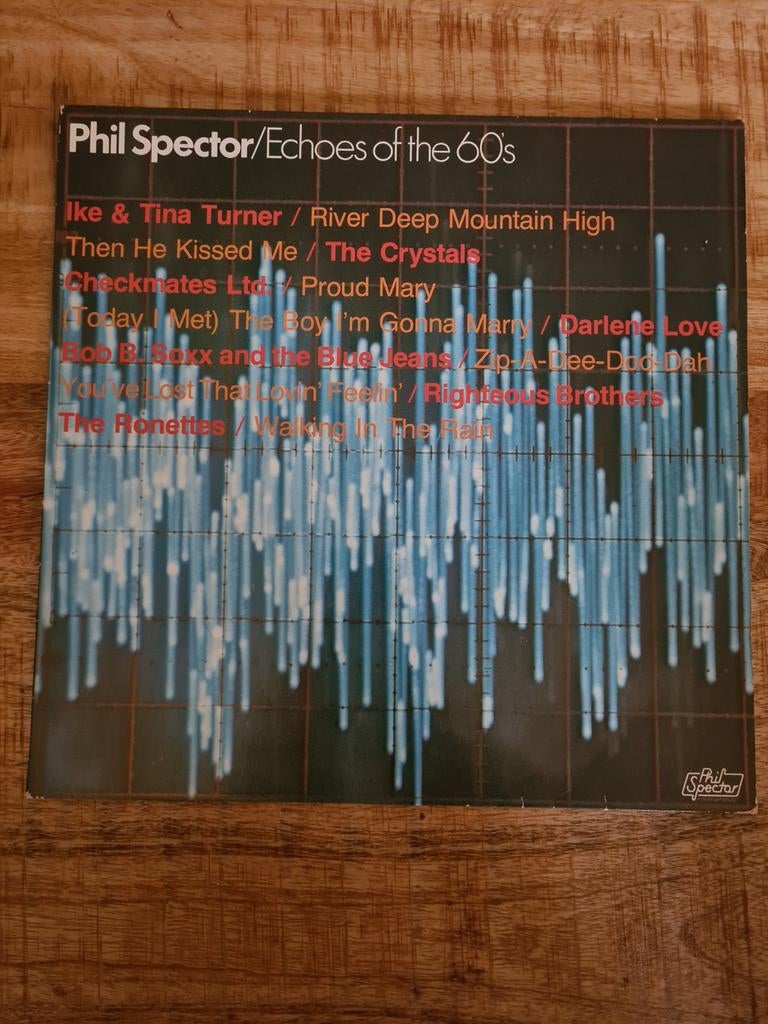 Phil Spector/Echoes of the 60's
Ike & Tina Turner / River Deep Mountain High
Then He Kissed Me / The Crystals
Checkmates Ltd. / Proud Mary
(Today I Met) The Boy I'm Gonna Marry / Darlene Love
Bob B. Soxx and the Blue Jeans / Zip-A-Dee-Doo-Dah
You've Lost That Lovin' Feelin' / Righteous Brothers
The Ronettes / Walking In The Rain
Phil
Spector